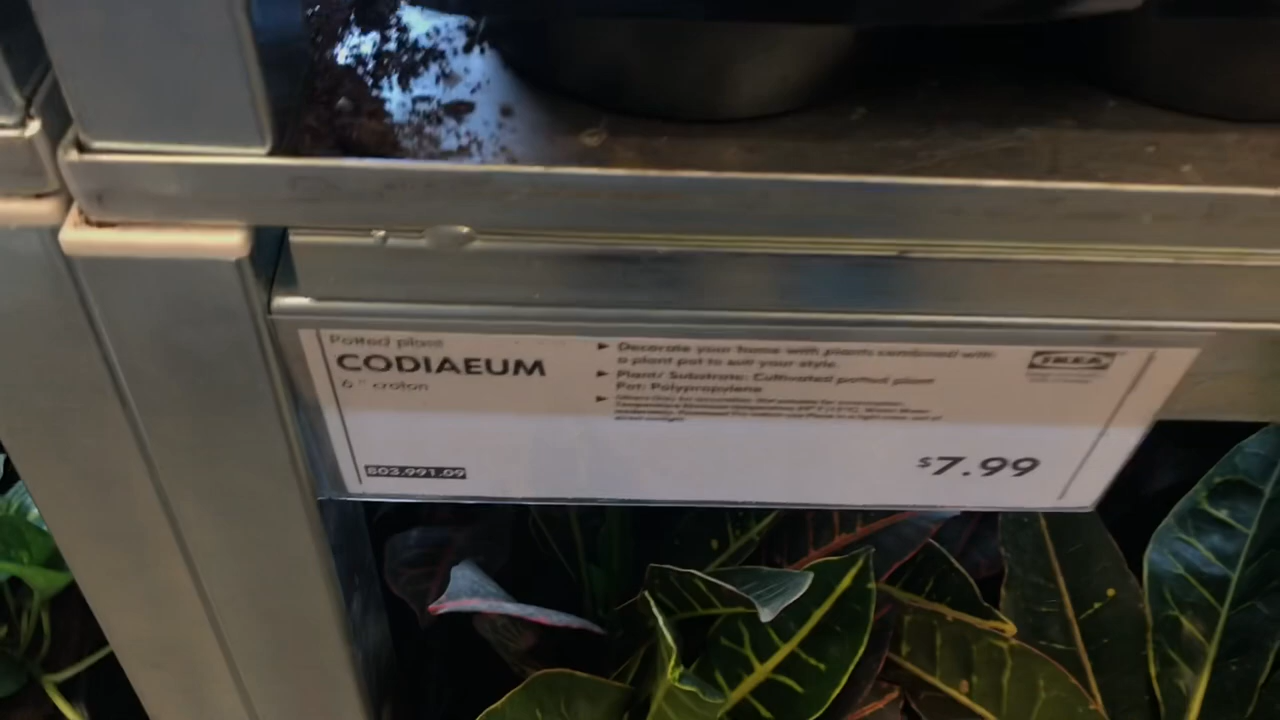 Potted plant
CODIAEUM
6 " croton
803.991.09
► Decorate your home with plants combined with
a plant pot to suit your style.
► Plant/ Substrate: Cultivated potted plant
Pot: Polypropylene
IKEA
$7.99